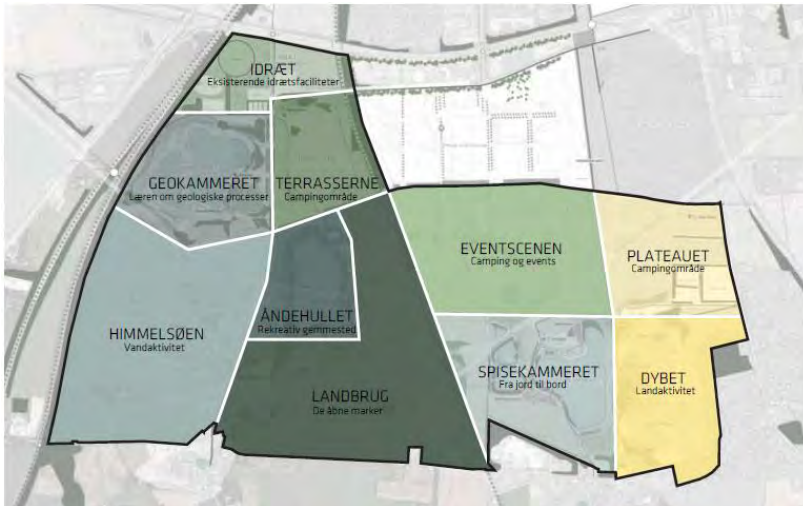 IDRÆT
Eksisterende idrætsfaciliteter
GEOKAMMERET
Læren om geologiske processer
TERRASSERNE
Campingområde
EVENTSCENEN
Camping og events
PLATEAUET
Campingområde
HIMMELSØEN
Vandaktivitet
ÅNDEHULLET
Rekreativ gemmested
LANDBRUG
De åbne marker
SPISEKAMMERET
Fra jord til bord
DYBET
Landaktivitet